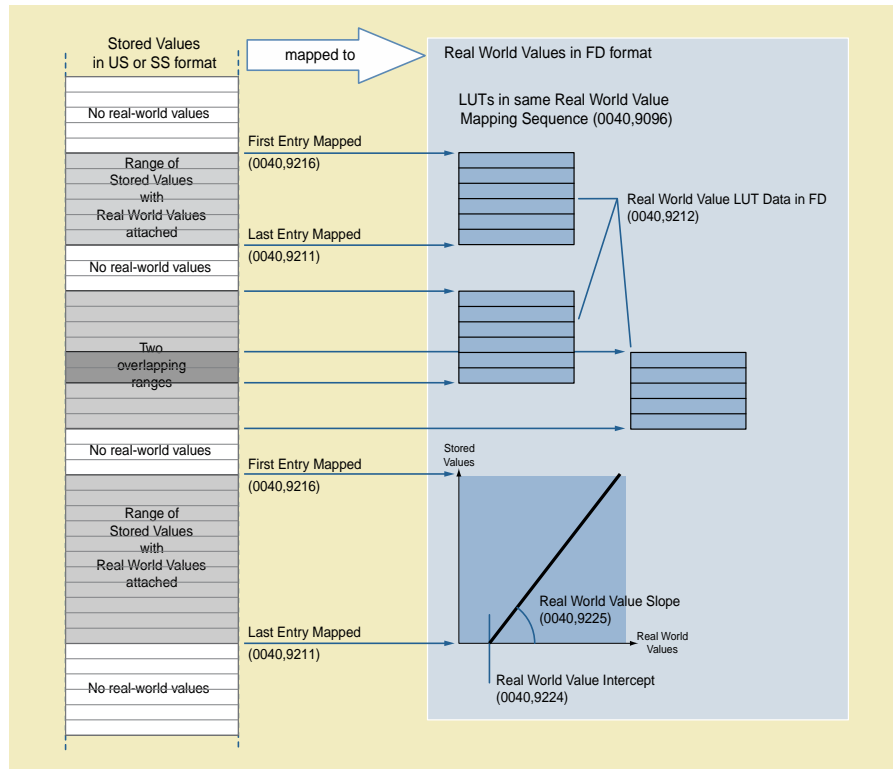 Stored Values
in US or SS format
mapped to
Real World Values in FD format
LUTs in same Real World Value
Mapping Sequence (0040,9096)
No real-world values
First Entry Mapped
(0040,9216)
Range of
Stored Values
with
Real World Values
attached
Real World Value LUT Data in FD
(0040,9212)
Last Entry Mapped
(0040,9211)
No real-world values
Two
overlapping
ranges
No real-world values
First Entry Mapped
(0040,9216)
Stored
Values
Range of
Stored Values
with
Real World Values
attached
Real World Value Slope
(0040,9225)
Last Entry Mapped
(0040,9211)
Real World
Values
Real World Value Intercept
(0040,9224)
No real-world values